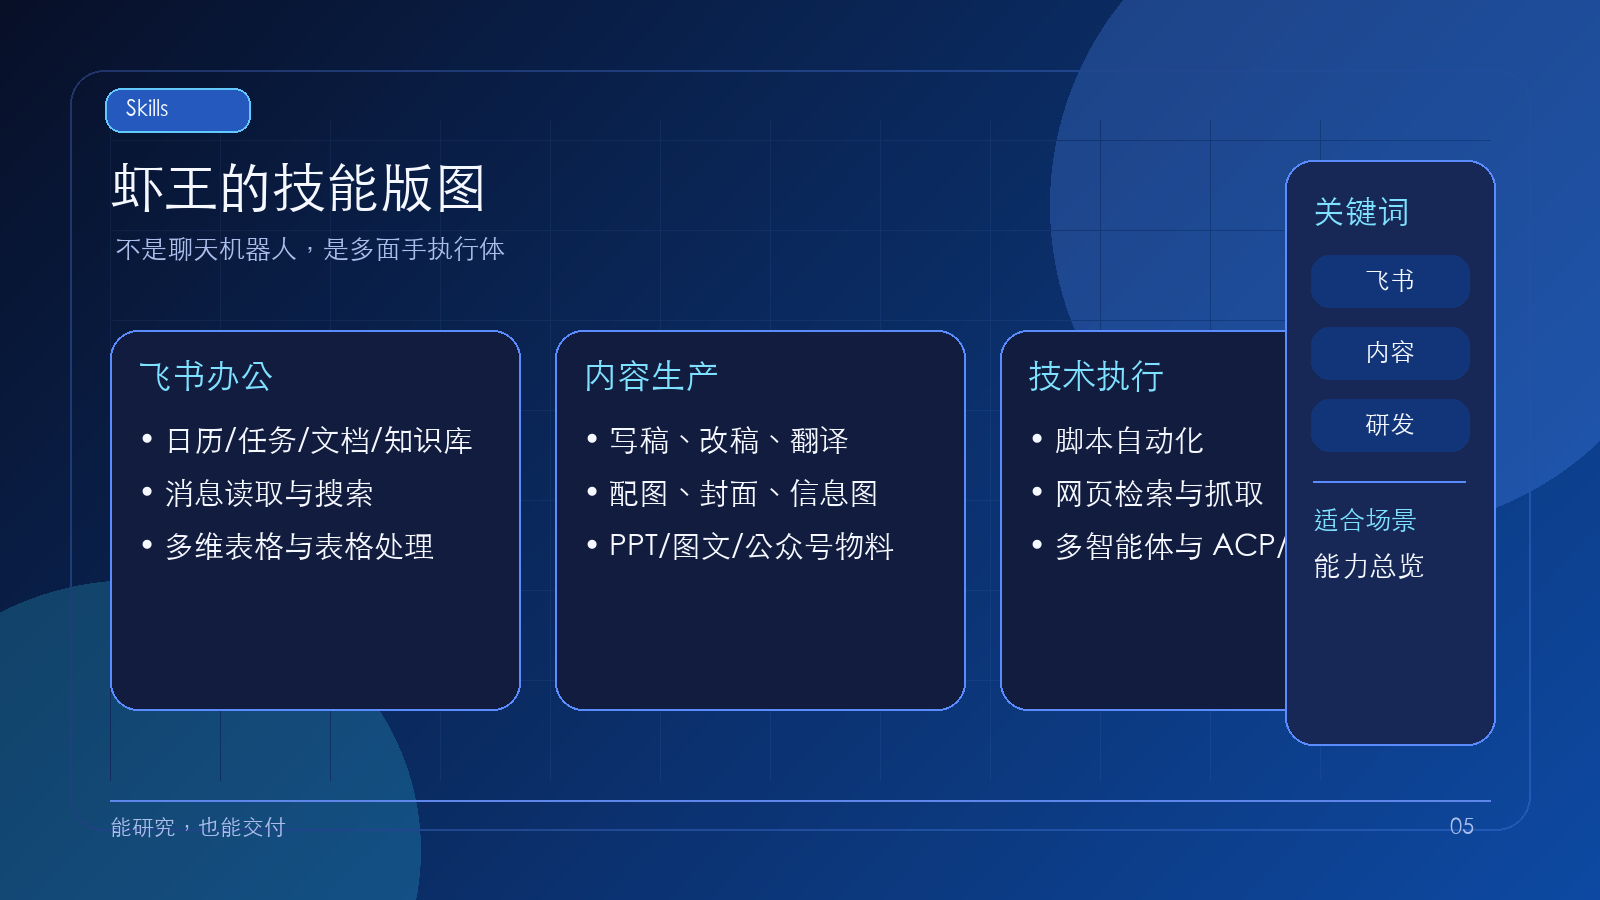 Skills
虾王的技能版图
不是聊天机器人，是多面手执行体
飞书办公
• 日历/任务/文档/知识库
• 消息读取与搜索
• 多维表格与表格处理
内容生产
• 写稿、改稿、翻译
• 配图、封面、信息图
• PPT/图文/公众号物料
技术执行
• 脚本自动化
• 网页检索与抓取
• 多智能体与 ACP/
关键词
飞书
内容
研发
适合场景
能力总览
能研究，也能交付
05